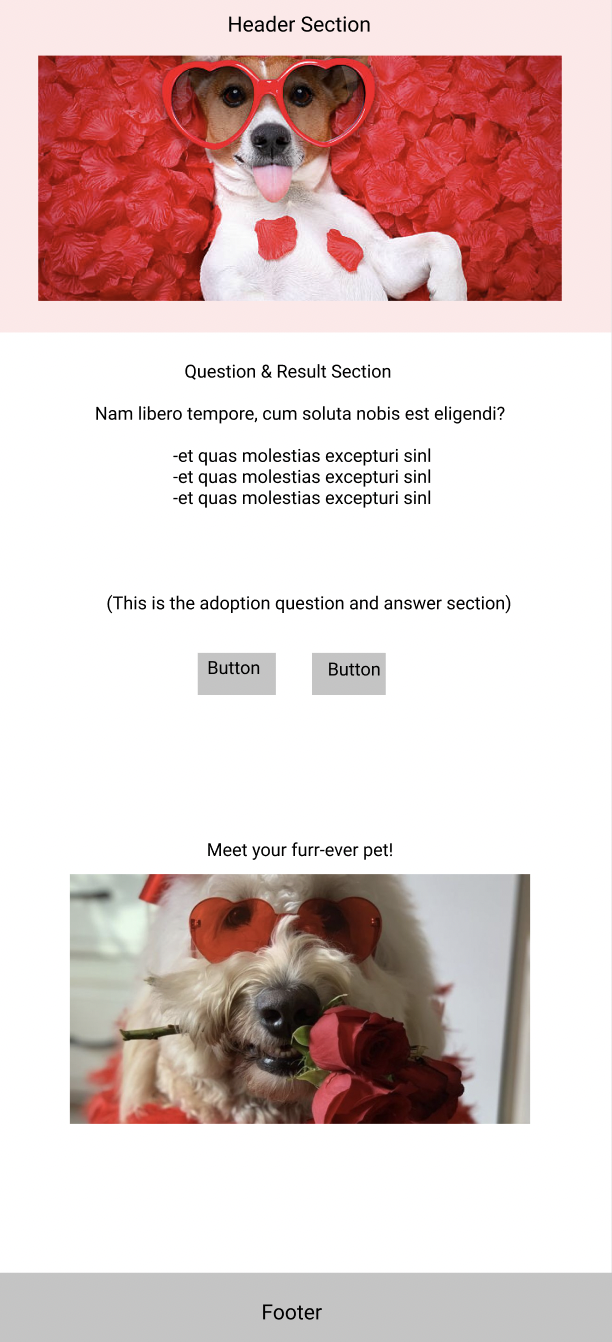 Header Section
Question & Result Section
Nam libero tempore, cum soluta nobis est eligendi?
-et quas molestias excepturi sinl
-et quas molestias excepturi sinl
-et quas molestias excepturi sinl
(This is the adoption question and answer section)
Button Button
Meet your furr-ever pet!
Footer